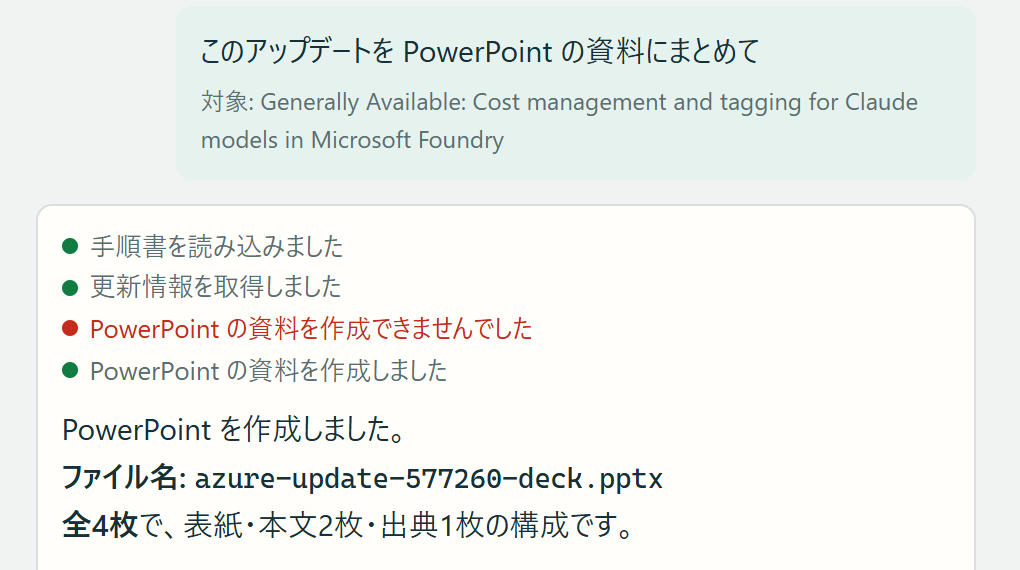 このアップデートを PowerPoint の資料にまとめて
対象: Generally Available: Cost management and tagging for Claude
models in Microsoft Foundry
手順書を読み込みました
更新情報を取得しました
PowerPoint の資料を作成できませんでした
PowerPoint の資料を作成しました
PowerPoint を作成しました。
ファイル名: azure-update-577260-deck.pptx
全4枚で、表紙・本文2枚・出典1枚の構成です。